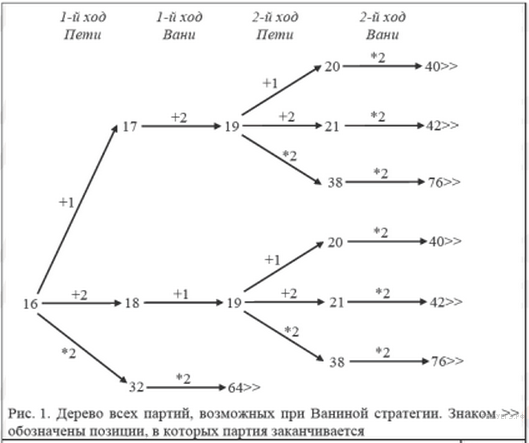 1-й ход 1-й ход 2-й ход 2-й ход
Пети Вани Пети Вани
20 *2 40>>
+1
17 +2 19 +2 21 *2 42>>
*2
38 *2 76>>
+1
20 *2 40>>
+1
16 +2 18 +1 19 +2 21 *2 42>>
*2 *2
38 *2 76>>
32 *2 64>>
Рис. 1. Дерево всех партий, возможных при Ваниной стратегии. Знаком >>
обозначены позиции, в которых партия заканчивается